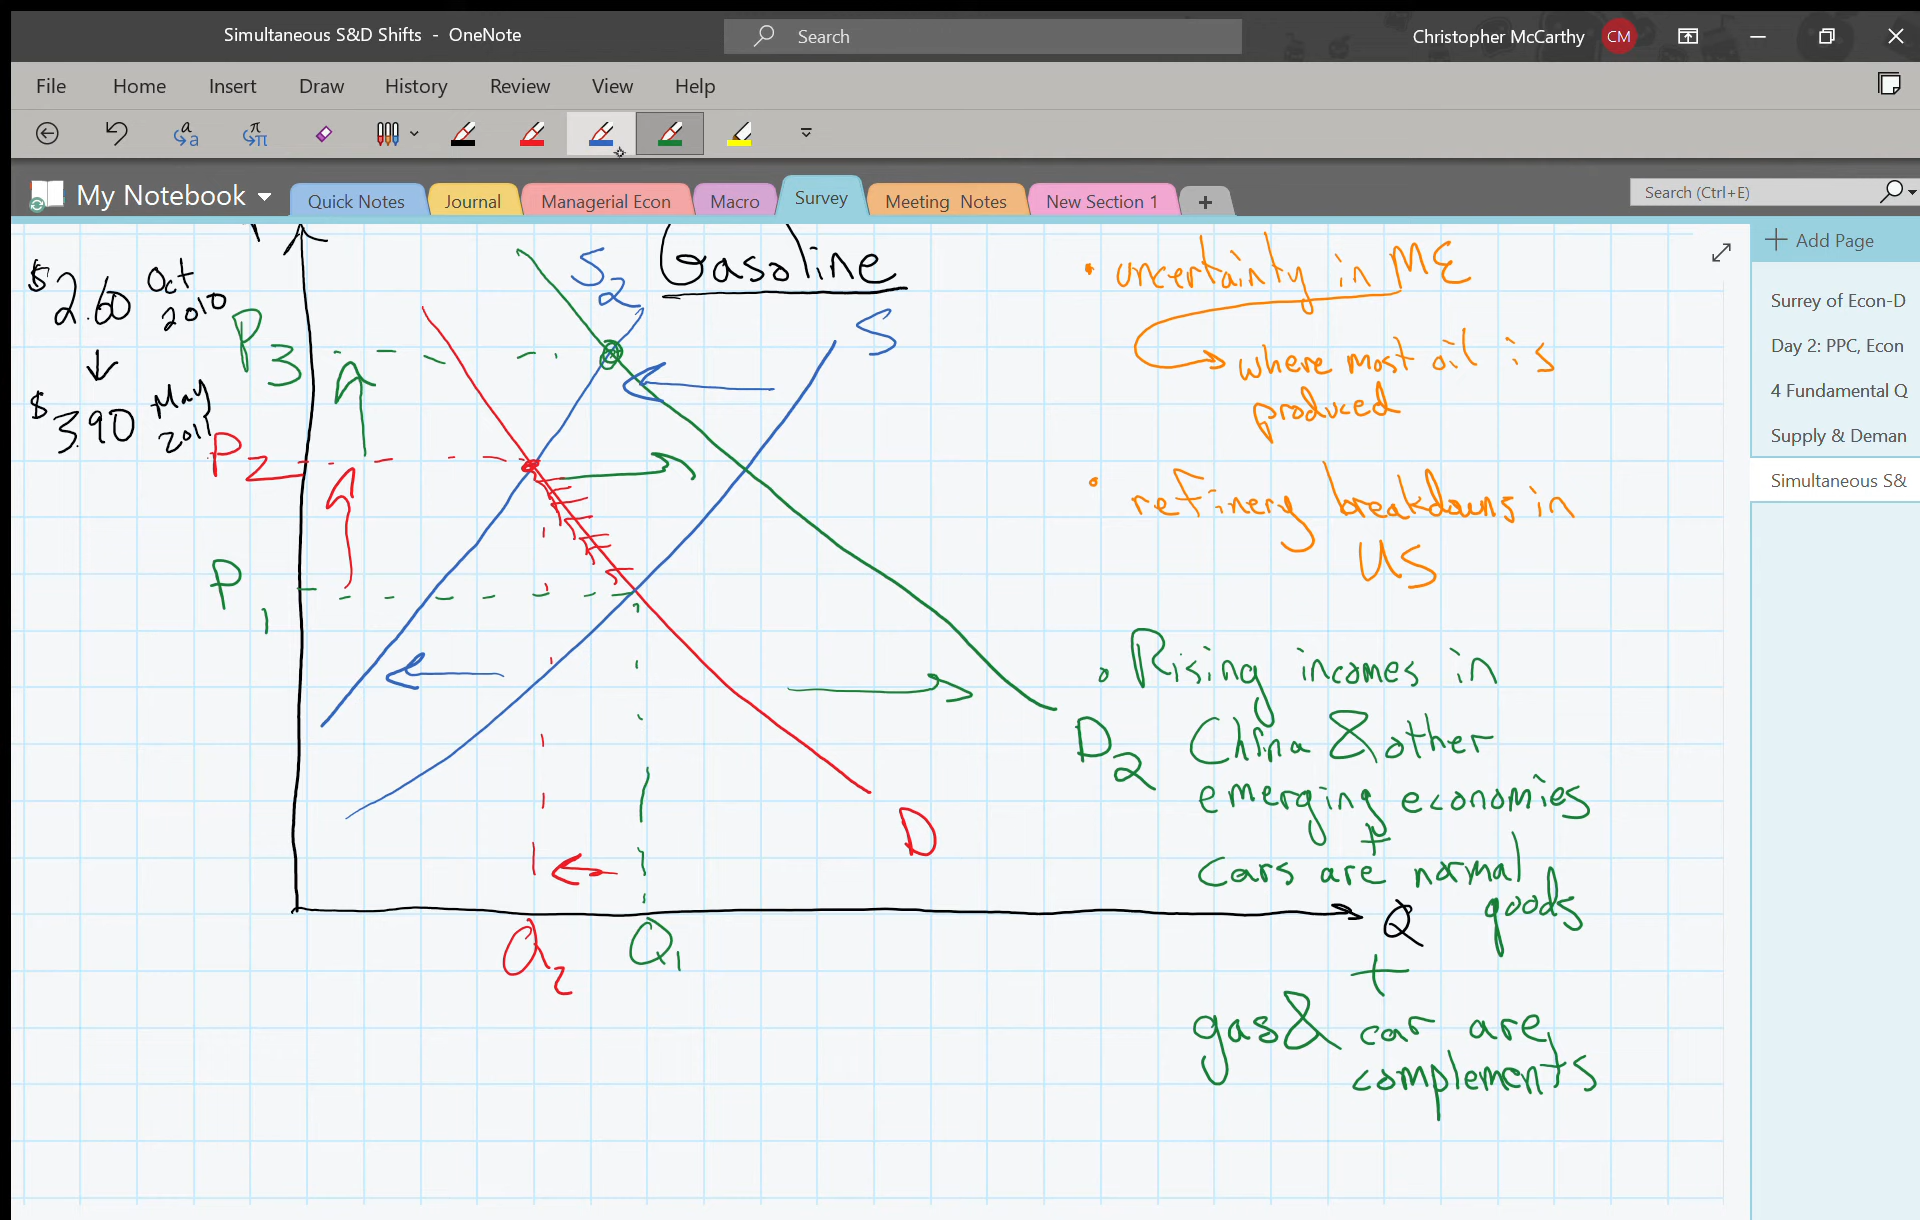 Simultaneous S&D Shifts - OneNote
Search
Christopher McCarthy
CM
File
Home
Insert
Draw
History
Review
View
Help
My Notebook
Quick Notes
Journal
Managerial Econ
Macro
Survey
Meeting Notes
New Section 1
+
Search (Ctrl+E)
Add Page
Surrey of Econ-D
Day 2: PPC, Econ
4 Fundamental Q
Supply & Deman
Simultaneous S&
Gasoline
$2.60 Oct 2010
$3.90 May 2011
P3
P2
P1
S2
S
D2
D
Q2
Q1
Q
• uncertainty in ME
where most oil is
produced
• refinery breakdowns in
US
• Rising incomes in
China & other
emerging economies
+
Cars are normal
goods
+
gas & car are
complements